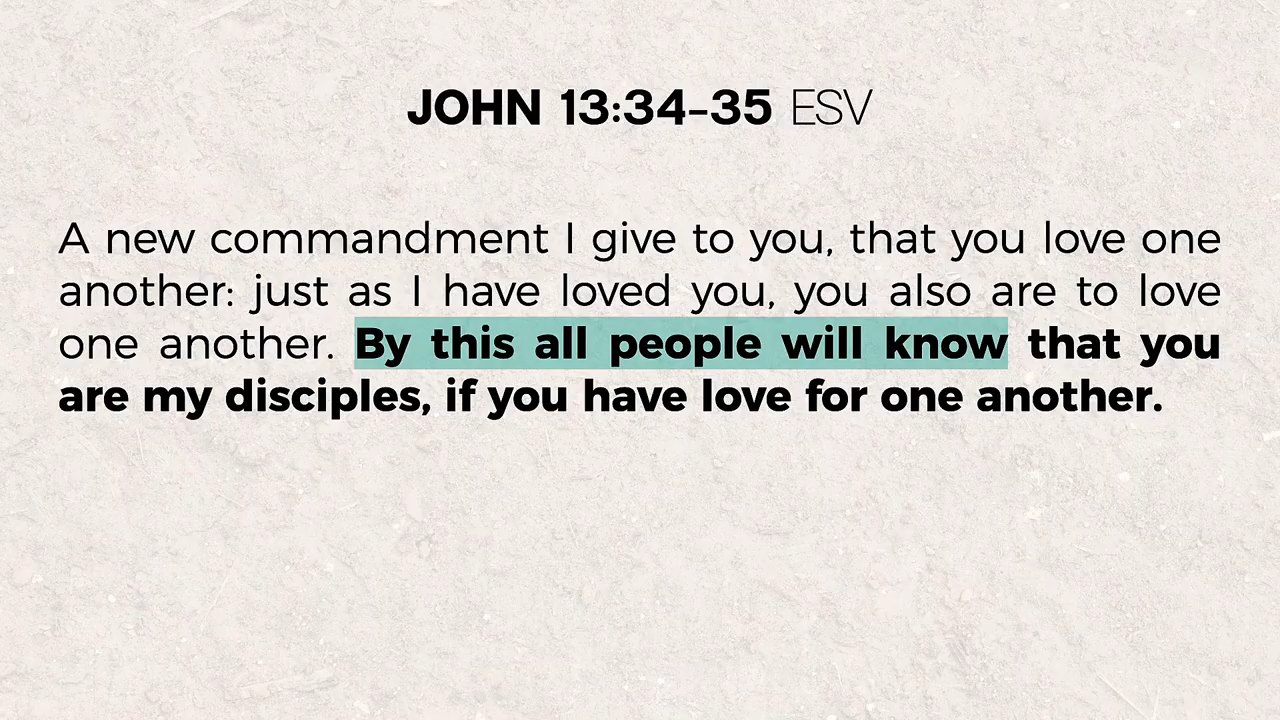 JOHN 13:34–35 ESV
A new commandment I give to you, that you love one
another: just as I have loved you, you also are to love
one another. By this all people will know that you
are my disciples, if you have love for one another.